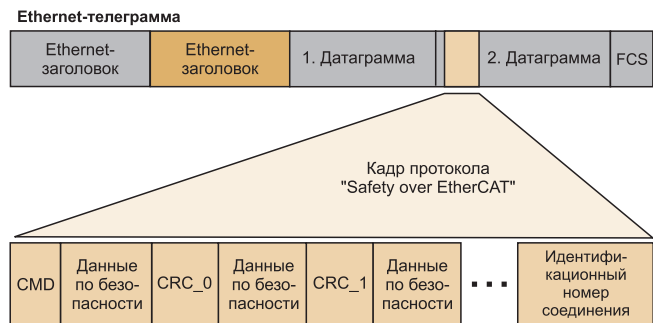 Ethernet-телеграмма
Ethernet-
заголовок
Ethernet-
заголовок
1. Датаграмма
2. Датаграмма
FCS
Кадр протокола
"Safety over EtherCAT"
CMD
Данные
по безо-
пасности
CRC_0
Данные
по безо-
пасности
CRC_1
Данные
по безо-
пасности
Идентифи-
кационный
номер
соединения